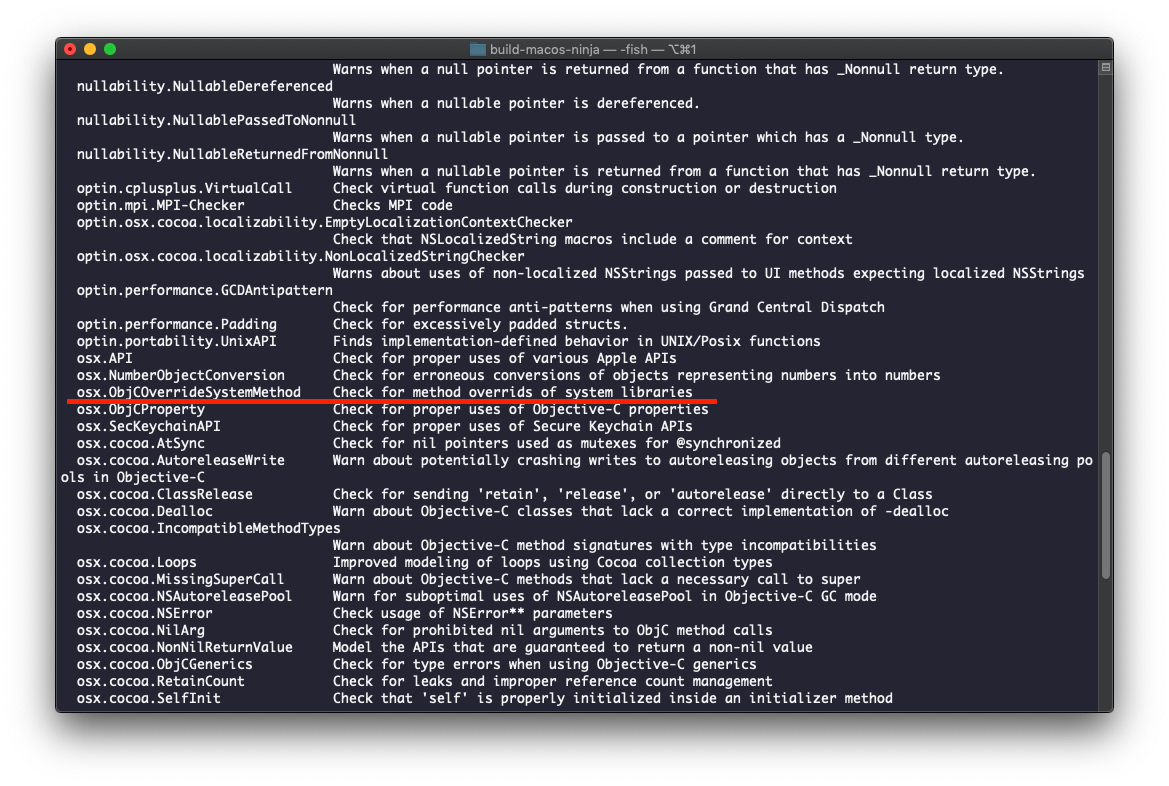 build-macos-ninja — -fish — ⌥⌘1
Warns when a null pointer is returned from a function that has _Nonnull return type.
nullability.NullableDereferenced
Warns when a nullable pointer is dereferenced.
nullability.NullablePassedToNonnull
Warns when a nullable pointer is passed to a pointer which has a _Nonnull type.
nullability.NullableReturnedFromNonnull
Warns when a nullable pointer is returned from a function that has _Nonnull return type.
optin.cplusplus.VirtualCall     Check virtual function calls during construction or destruction
optin.mpi.MPI-Checker           Checks MPI code
optin.osx.cocoa.localizability.EmptyLocalizationContextChecker
Check that NSLocalizedString macros include a comment for context
optin.osx.cocoa.localizability.NonLocalizedStringChecker
Warns about uses of non-localized NSStrings passed to UI methods expecting localized NSStrings
optin.performance.GCDAntipattern
Check for performance anti-patterns when using Grand Central Dispatch
optin.performance.Padding       Check for excessively padded structs.
optin.portability.UnixAPI       Finds implementation-defined behavior in UNIX/Posix functions
osx.API                         Check for proper uses of various Apple APIs
osx.NumberObjectConversion      Check for erroneous conversions of objects representing numbers into numbers
osx.ObjCOverrideSystemMethod    Check for method overrids of system libraries
osx.ObjCProperty                Check for proper uses of Objective-C properties
osx.SecKeychainAPI              Check for proper uses of Secure Keychain APIs
osx.cocoa.AtSync                Check for nil pointers used as mutexes for @synchronized
osx.cocoa.AutoreleaseWrite      Warn about potentially crashing writes to autoreleasing objects from different autoreleasing po
ols in Objective-C
osx.cocoa.ClassRelease          Check for sending 'retain', 'release', or 'autorelease' directly to a Class
osx.cocoa.Dealloc               Warn about Objective-C classes that lack a correct implementation of -dealloc
osx.cocoa.IncompatibleMethodTypes
Warn about Objective-C method signatures with type incompatibilities
osx.cocoa.Loops                 Improved modeling of loops using Cocoa collection types
osx.cocoa.MissingSuperCall      Warn about Objective-C methods that lack a necessary call to super
osx.cocoa.NSAutoreleasePool     Warn for suboptimal uses of NSAutoreleasePool in Objective-C GC mode
osx.cocoa.NSError               Check usage of NSError** parameters
osx.cocoa.NilArg                Check for prohibited nil arguments to ObjC method calls
osx.cocoa.NonNilReturnValue     Model the APIs that are guaranteed to return a non-nil value
osx.cocoa.ObjCGenerics          Check for type errors when using Objective-C generics
osx.cocoa.RetainCount           Check for leaks and improper reference count management
osx.cocoa.SelfInit              Check that 'self' is properly initialized inside an initializer method